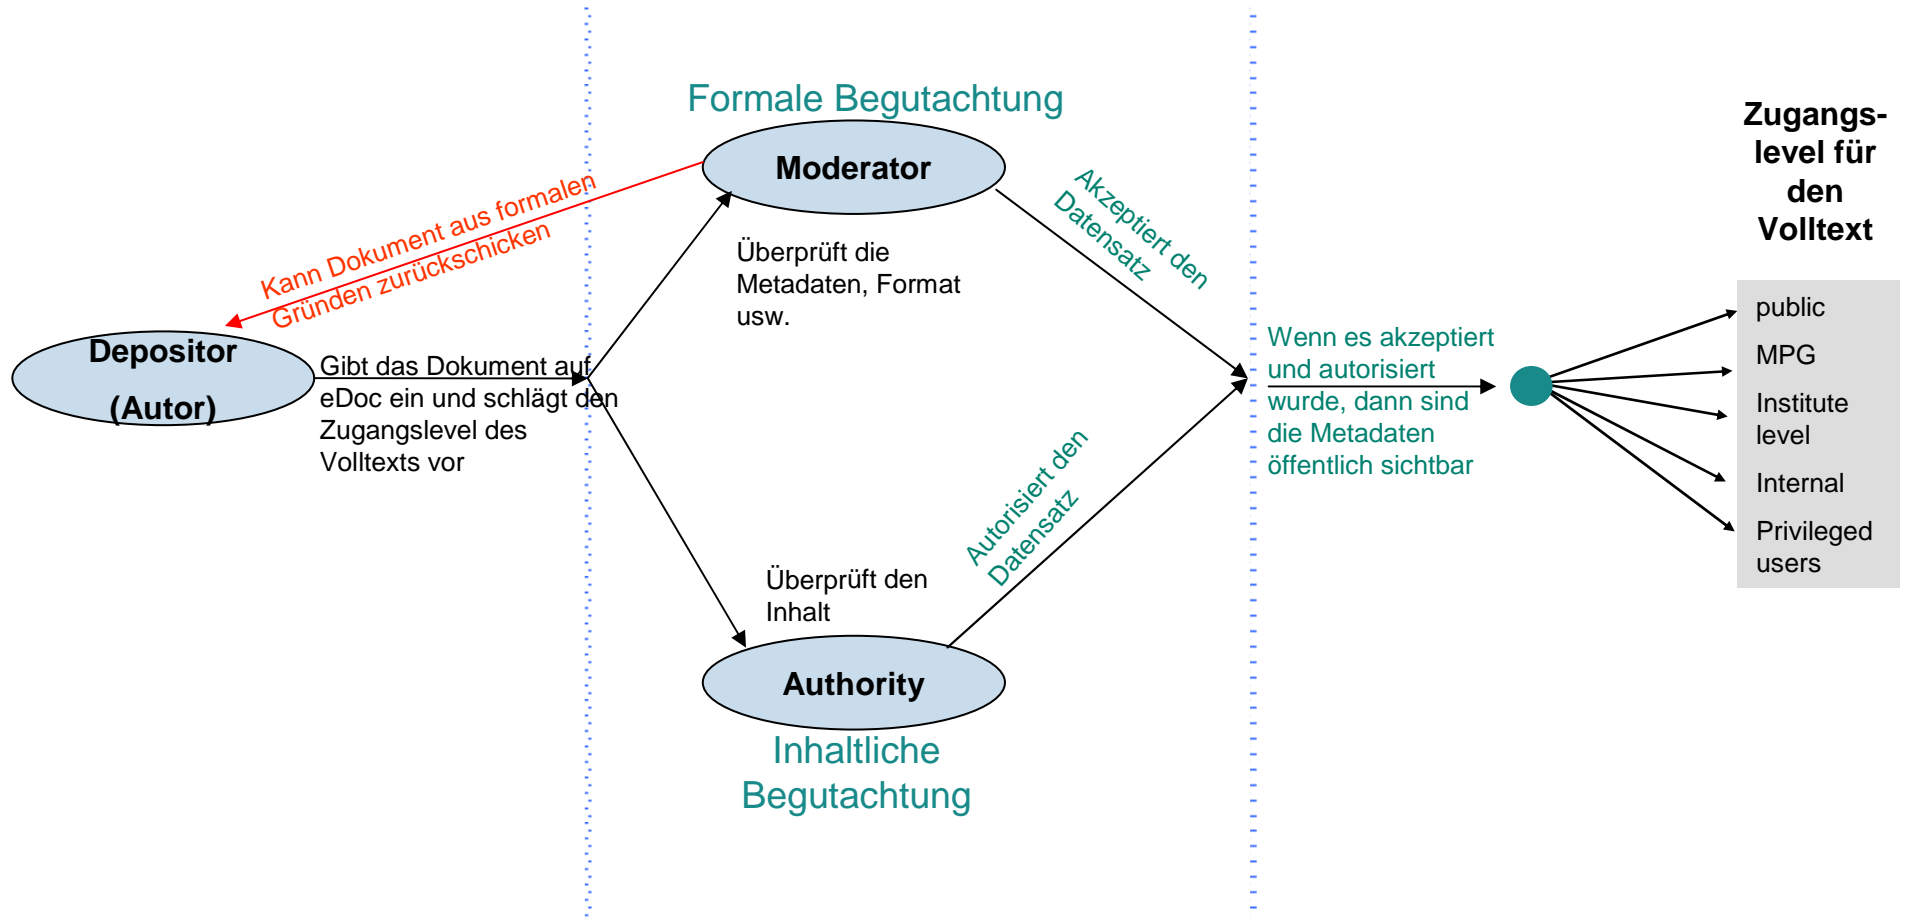 Formale Begutachtung
Moderator
Kann Dokument aus formalen
Gründen zurückschicken
Überprüft die
Metadaten, Format
usw.
Depositor
(Autor)
Gibt das Dokument auf
eDoc ein und schlägt den
Zugangslevel des
Volltexts vor
Akzeptiert den
Datensatz
Autorisiert den
Datensatz
Überprüft den
Inhalt
Authority
Inhaltliche
Begutachtung
Wenn es akzeptiert
und autorisiert
wurde, dann sind
die Metadaten
öffentlich sichtbar
Zugangs-
level für
den
Volltext
public
MPG
Institute
level
Internal
Privileged
users